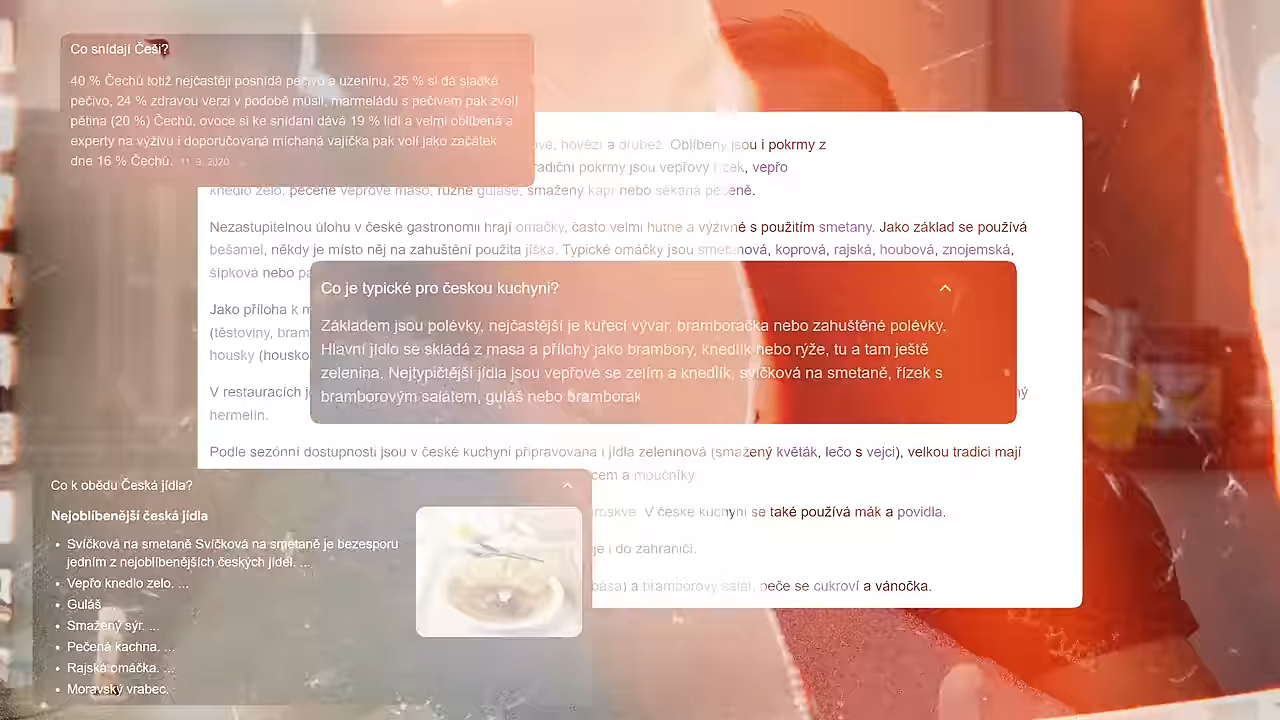 Co snídají Češi?
40 % Čechů totiž nejčastěji posnídá pečivo a uzeninu, 25 % si dá sladké
pečivo, 24 % zdravou verzi v podobě müsli, marmeládu s pečivem pak zvolí
pětina (20 %) Čechů, ovoce si ke snídani dává 19 % lidí a velmi oblíbená a
experty na výživu i doporučovaná míchaná vajíčka pak volí jako začátek
dne 16 % Čechů. 11. 9. 2020
hovězí a drůbež. Oblíbeny jsou i pokrmy z
pokrmy jsou vepřový řízek, vepřo
knedlo zelo, pečené vepřové maso, různé guláše, smažený kapr nebo sekaná pečeně.
Nezastupitelnou úlohu v české gastronomii hrají omáčky, často velmi hutné a výživné s použitím smetany. Jako základ se používá
bešamel, někdy je místo něj na zahuštění použita jíška. Typické omáčky jsou smetanová, koprová, rajská, houbová, znojemská,
šípková nebo
Co je typické pro českou kuchyni?
Základem jsou polévky, nejčastější je kuřecí vývar, bramboračka nebo zahuštěné polévky.
Hlavní jídlo se skládá z masa a přílohy jako brambory, knedlík nebo rýže, tu a tam ještě
zelenina. Nejtypičtější jídla jsou vepřové se zelím a knedlík, svíčková na smetaně, řízek s
bramborovým salátem, guláš nebo bramborak
Jako příloha k
(těstoviny,
housky
V restauracích
hermelín.
Podle sezónní dostupnosti jsou v české kuchyni připravována i jídla zeleninová (smažený květák, lečo s vejci), velkou tradici mají
a moučníky.
V české kuchyni se také používá mák a povidla.
i do zahraničí.
a bramborový salát, peče se cukroví a vánočka.
Co k obědu Česká jídla?
Nejoblíbenější česká jídla
Svíčková na smetaně Svíčková na smetaně je bezesporu
jedním z nejoblíbenějších českých jídel. ...
Vepřo knedlo zelo. ...
Guláš ...
Smažený sýr. ...
Pečená kachna. ...
Rajská omáčka. ...
Moravský vrabec.